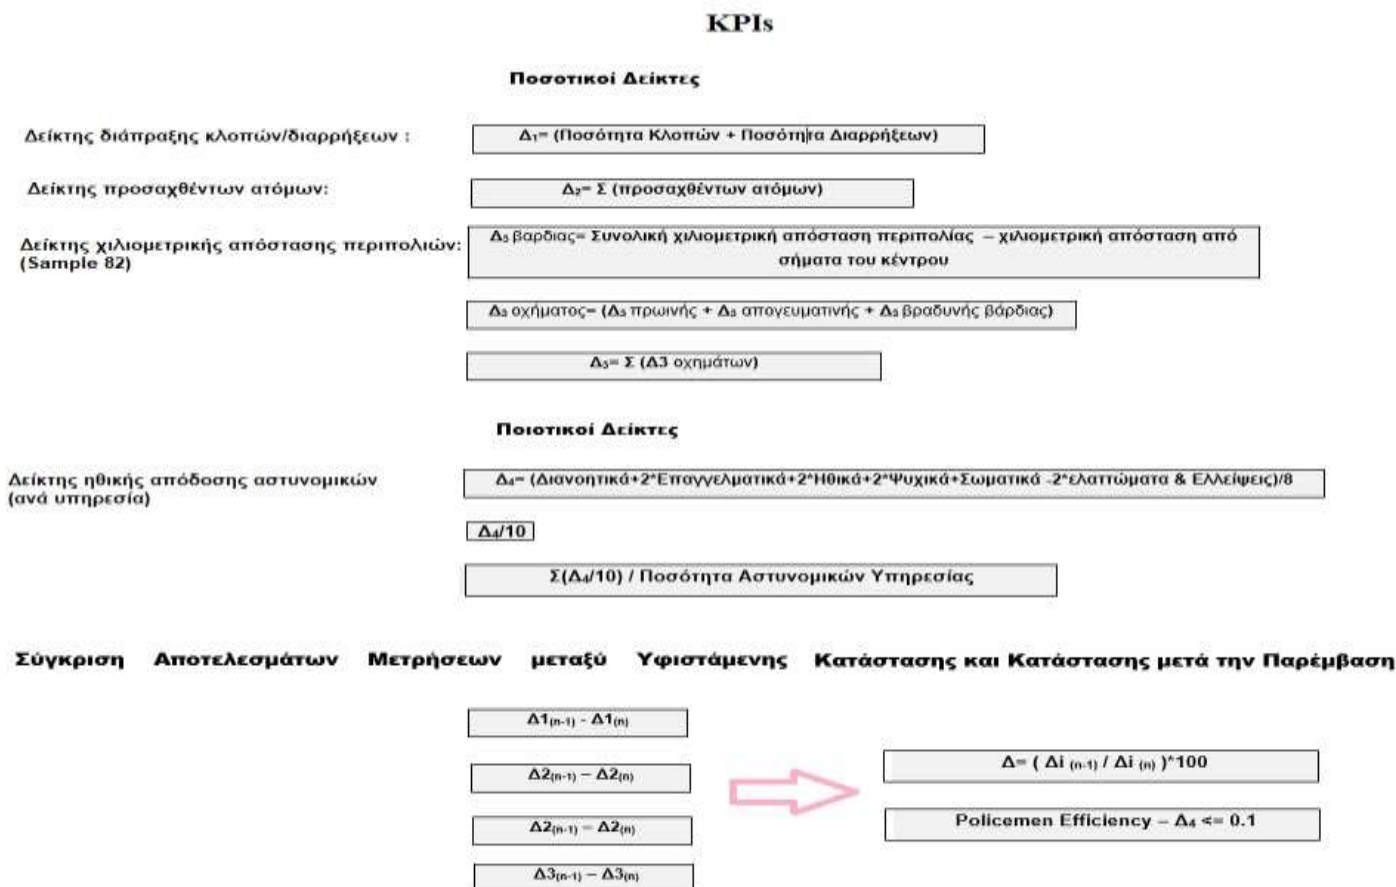 KPIs
Ποσοτικοί Δείκτες
Δείκτης διάπραξης κλοπών/διαρρήξεων :
Δ₁= (Ποσότητα Κλοπών + Ποσότητα Διαρρήξεων)
Δείκτης προσαχθέντων ατόμων:
Δ₂= Σ (προσαχθέντων ατόμων)
Δείκτης χιλιομετρικής απόστασης περιπολιών:
(Sample 82)
Δ₃ βαρδιας= Συνολική χιλιομετρική απόσταση περιπολίας – χιλιομετρική απόσταση από
σήματα του κέντρου
Δ₃ οχήματος= (Δ₃ πρωινής + Δ₃ απογευματινής + Δ₃ βραδυνής βάρδιας)
Δ₃= Σ (Δ3 οχημάτων)
Ποιοτικοί Δείκτες
Δείκτης ηθικής απόδοσης αστυνομικών
(ανά υπηρεσία)
Δ₄= (Διανοητικά+2*Επαγγελματικά+2*Ηθικά+2*Ψυχικά+Σωματικά -2*ελαττώματα & Ελλείψεις)/8
Δ₄/10
Σ(Δ₄/10) / Ποσότητα Αστυνομικών Υπηρεσίας
Σύγκριση Αποτελεσμάτων Μετρήσεων μεταξύ Υφιστάμενης Κατάστασης και Κατάστασης μετά την Παρέμβαση
Δ1(n-1) - Δ1(n)
Δ2(n-1) – Δ2(n)
Δ2(n-1) – Δ2(n)
Δ3(n-1) – Δ3(n)
Δ= ( Δi (n-1) / Δi (n) )*100
Policemen Efficiency – Δ₄ <= 0.1